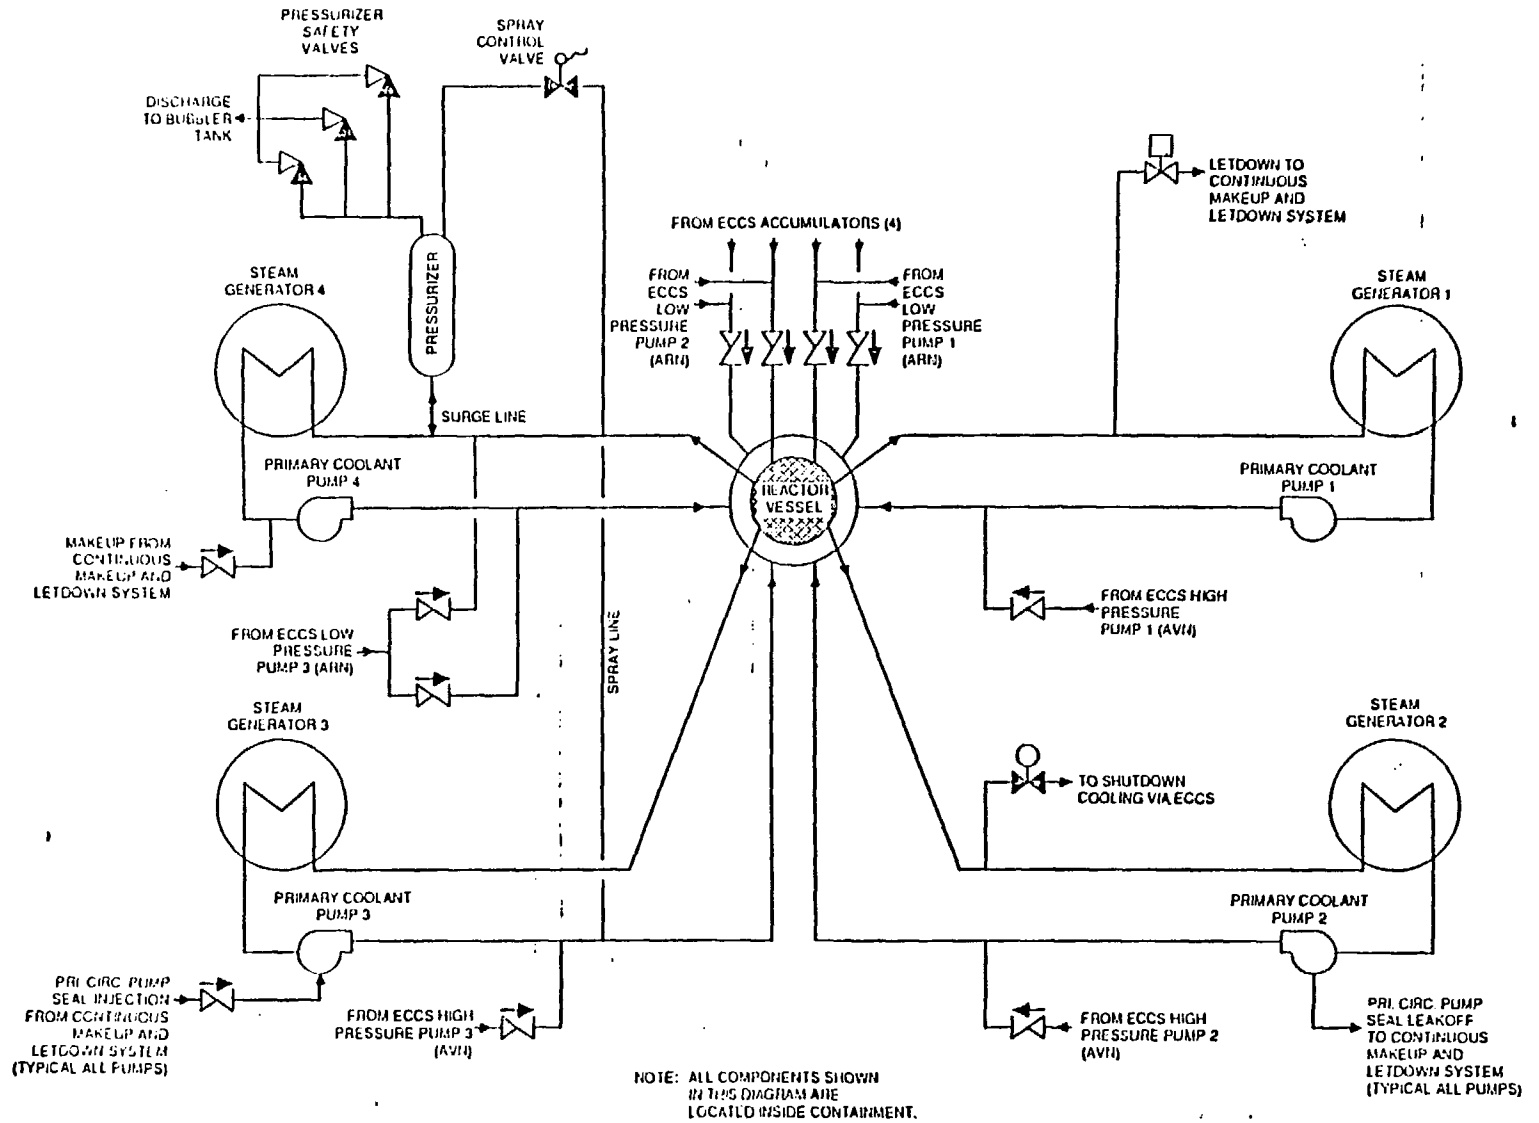 PRESSURIZER
SAFETY
VALVES
SPRAY
CONTROL
VALVE
DISCHARGE
TO BUBBLER
TANK
LETDOWN TO
CONTINUOUS
MAKEUP AND
LETDOWN SYSTEM
FROM ECCS ACCUMULATORS (4)
STEAM
GENERATOR 4
PRESSURIZER
FROM
ECCS
LOW
PRESSURE
PUMP 2
(ARN)
FROM
ECCS
LOW
PRESSURE
PUMP 1
(ARN)
STEAM
GENERATOR 1
SURGE LINE
PRIMARY COOLANT
PUMP 4
REACTOR
VESSEL
PRIMARY COOLANT
PUMP 1
MAKEUP FROM
CONTINUOUS
MAKEUP AND
LETDOWN SYSTEM
FROM ECCS LOW
PRESSURE
PUMP 3 (ARN)
SPRAY LINE
FROM ECCS HIGH
PRESSURE
PUMP 1 (AVN)
STEAM
GENERATOR 3
STEAM
GENERATOR 2
TO SHUTDOWN
COOLING VIA ECCS
PRIMARY COOLANT
PUMP 3
PRIMARY COOLANT
PUMP 2
PRI. CIRC. PUMP
SEAL INJECTION
FROM CONTINUOUS
MAKEUP AND
LETDOWN SYSTEM
(TYPICAL ALL PUMPS)
FROM ECCS HIGH
PRESSURE PUMP 3
(AVN)
FROM ECCS HIGH
PRESSURE PUMP 2
(AVN)
PRI. CIRC. PUMP
SEAL LEAKOFF
TO CONTINUOUS
MAKEUP AND
LETDOWN SYSTEM
(TYPICAL ALL PUMPS)
NOTE: ALL COMPONENTS SHOWN
IN THIS DIAGRAM ARE
LOCATED INSIDE CONTAINMENT.